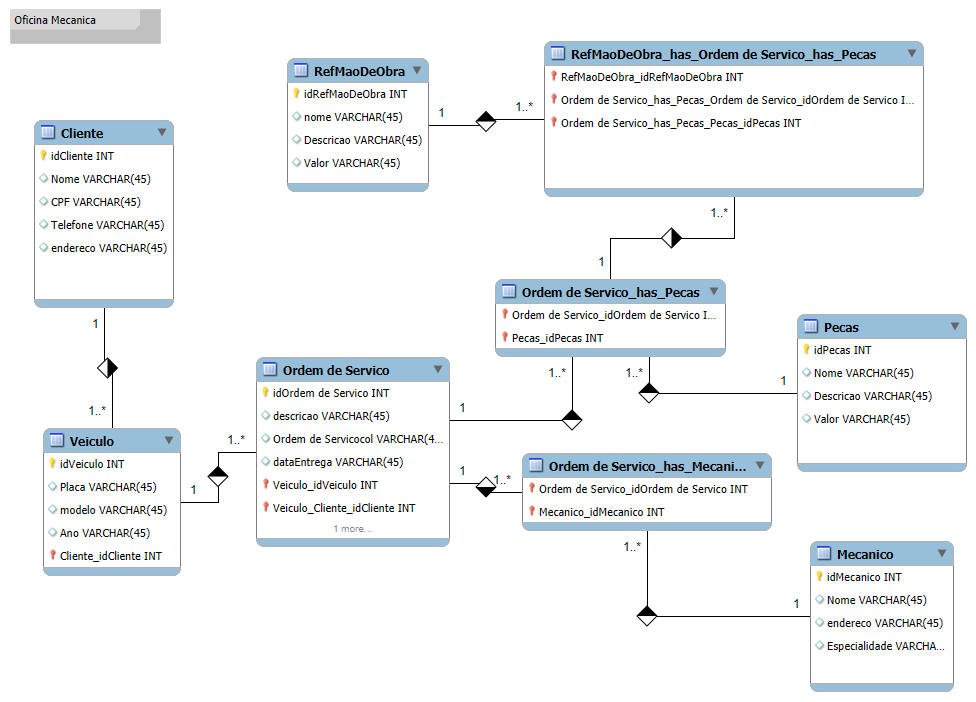 Oficina Mecanica
RefMaoDeObra
idRefMaoDeObra INT
nome VARCHAR(45)
Descricao VARCHAR(45)
Valor VARCHAR(45)
1
1..*
RefMaoDeObra_has_Ordem de Servico_has_Pecas
RefMaoDeObra_idRefMaoDeObra INT
Ordem de Servico_has_Pecas_Ordem de Servico_idOrdem de Servico I...
Ordem de Servico_has_Pecas_Pecas_idPecas INT
1..*
1
Cliente
idCliente INT
Nome VARCHAR(45)
CPF VARCHAR(45)
Telefone VARCHAR(45)
endereco VARCHAR(45)
1
1..*
Ordem de Servico_has_Pecas
Ordem de Servico_idOrdem de Servico I...
Pecas_idPecas INT
1..*
1..*
1
1
Pecas
idPecas INT
Nome VARCHAR(45)
Descricao VARCHAR(45)
Valor VARCHAR(45)
Ordem de Servico
idOrdem de Servico INT
descricao VARCHAR(45)
Ordem de Servicocol VARCHAR(4...
dataEntrega VARCHAR(45)
Veiculo_idVeiculo INT
Veiculo_Cliente_idCliente INT
1 more...
Veiculo
idVeiculo INT
Placa VARCHAR(45)
modelo VARCHAR(45)
Ano VARCHAR(45)
Cliente_idCliente INT
1
1..*
1
1..*
Ordem de Servico_has_Mecani...
Ordem de Servico_idOrdem de Servico INT
Mecanico_idMecanico INT
1..*
1
Mecanico
idMecanico INT
Nome VARCHAR(45)
endereco VARCHAR(45)
Especialidade VARCHA...